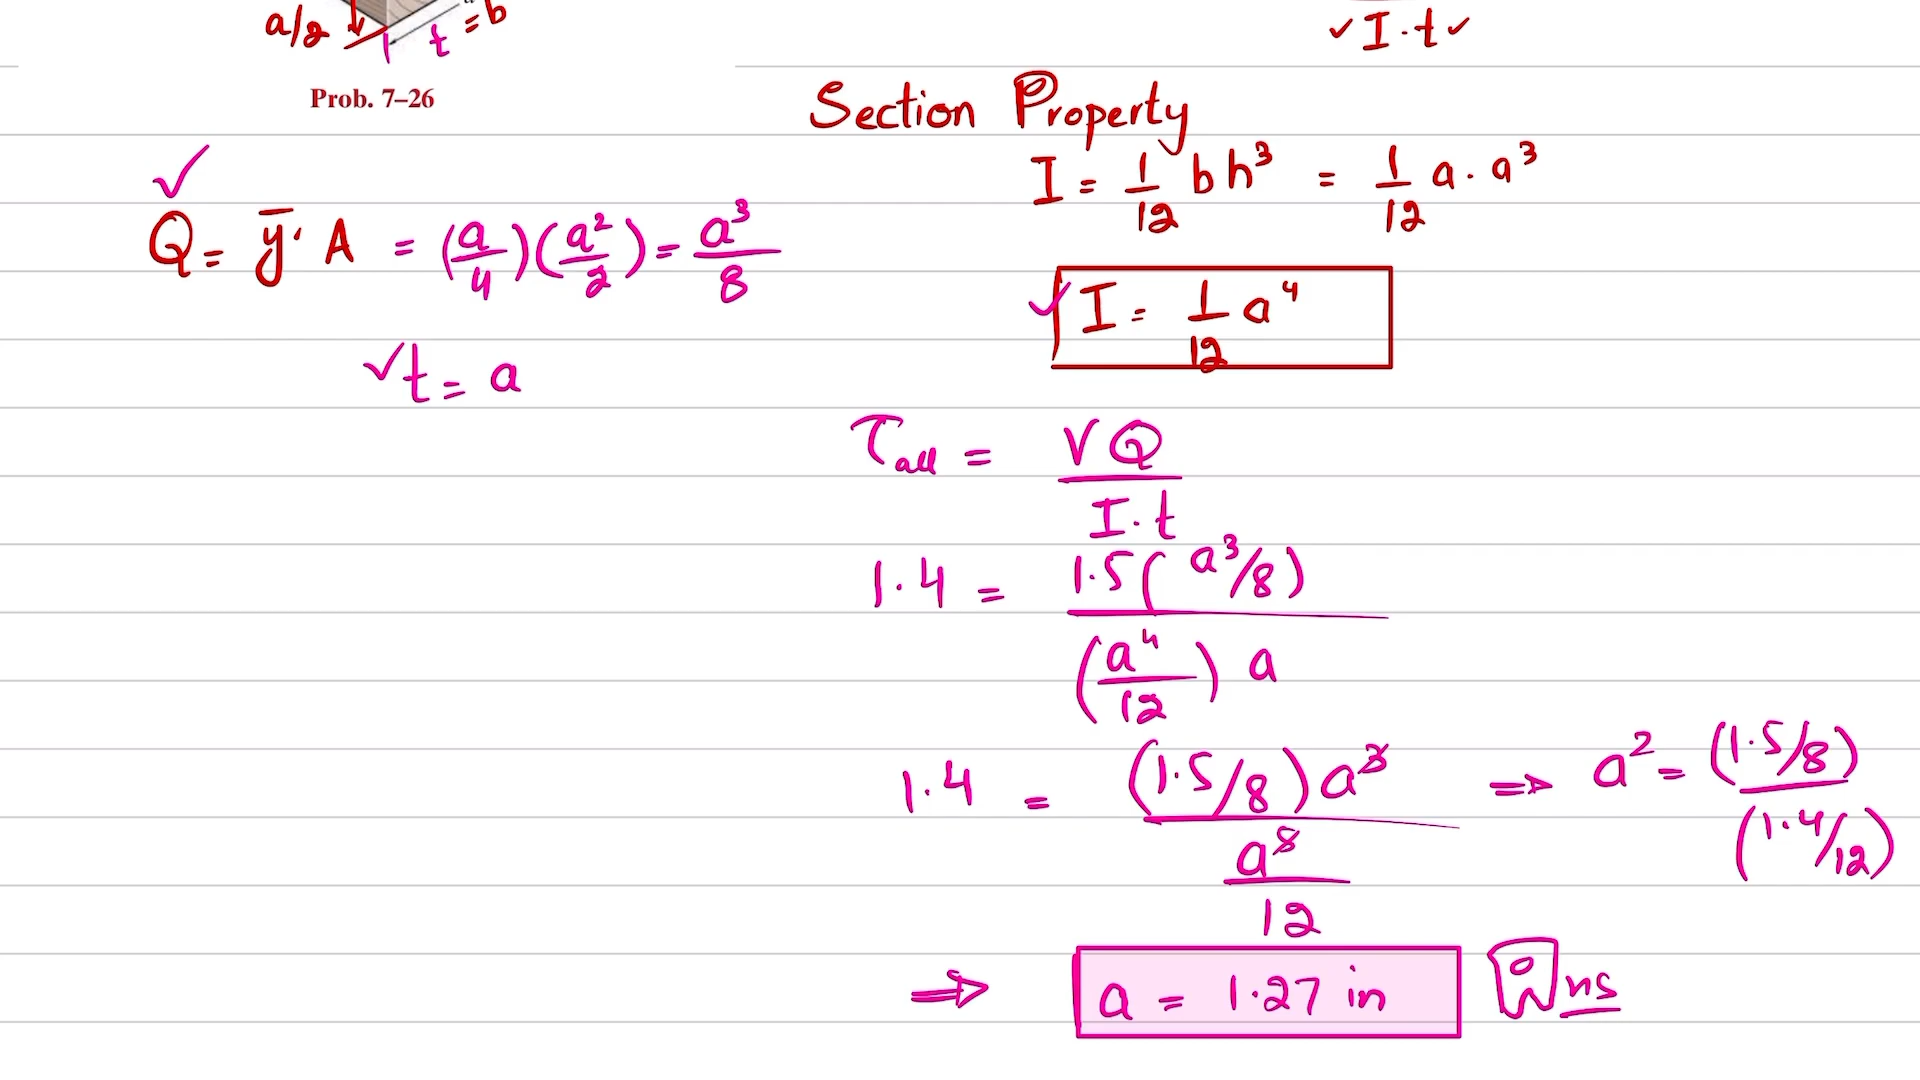 a/2 t = b
✓ I·t ✓
Prob. 7–26
Section Property
I = 1/12 bh³ = 1/12 a·a³
✓
Q = ȳ' A = (a/4)(a²/2) = a³/8
✓ I = 1/12 a⁴
✓ t = a
τall = VQ / I·t
1.4 = 1.5(a³/8) / (a⁴/12) a
1.4 = (1.5/8)a³ / a⁵/12 ⇒ a² = (1.5/8) / (1.4/12)
⇒ a = 1.27 in Ans